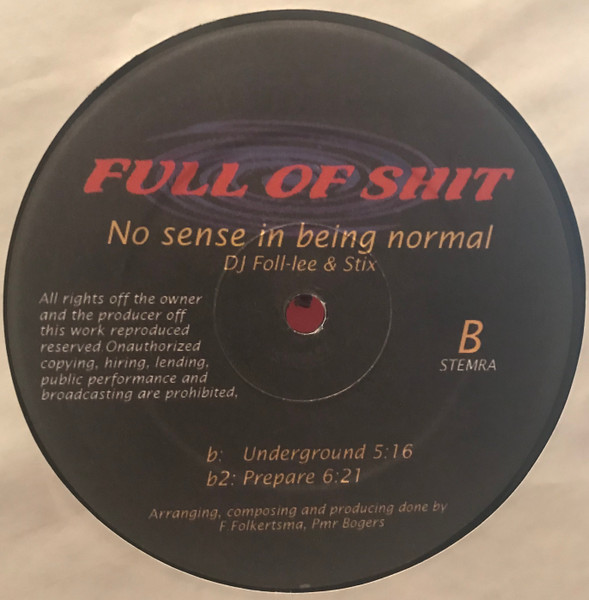 FULL OF SHIT
No sense in being normal
DJ Foll-lee & Stix
All rights off the owner
and the producer off
this work reproduced
reserved Onauthorized
copying, hiring, lending,
public performance and
broadcasting are prohibited,
B
STEMRA
b: Underground 5:16
b2: Prepare 6:21
Arranging, composing and producing done by
F.Folkertsma, Pmr Bogers